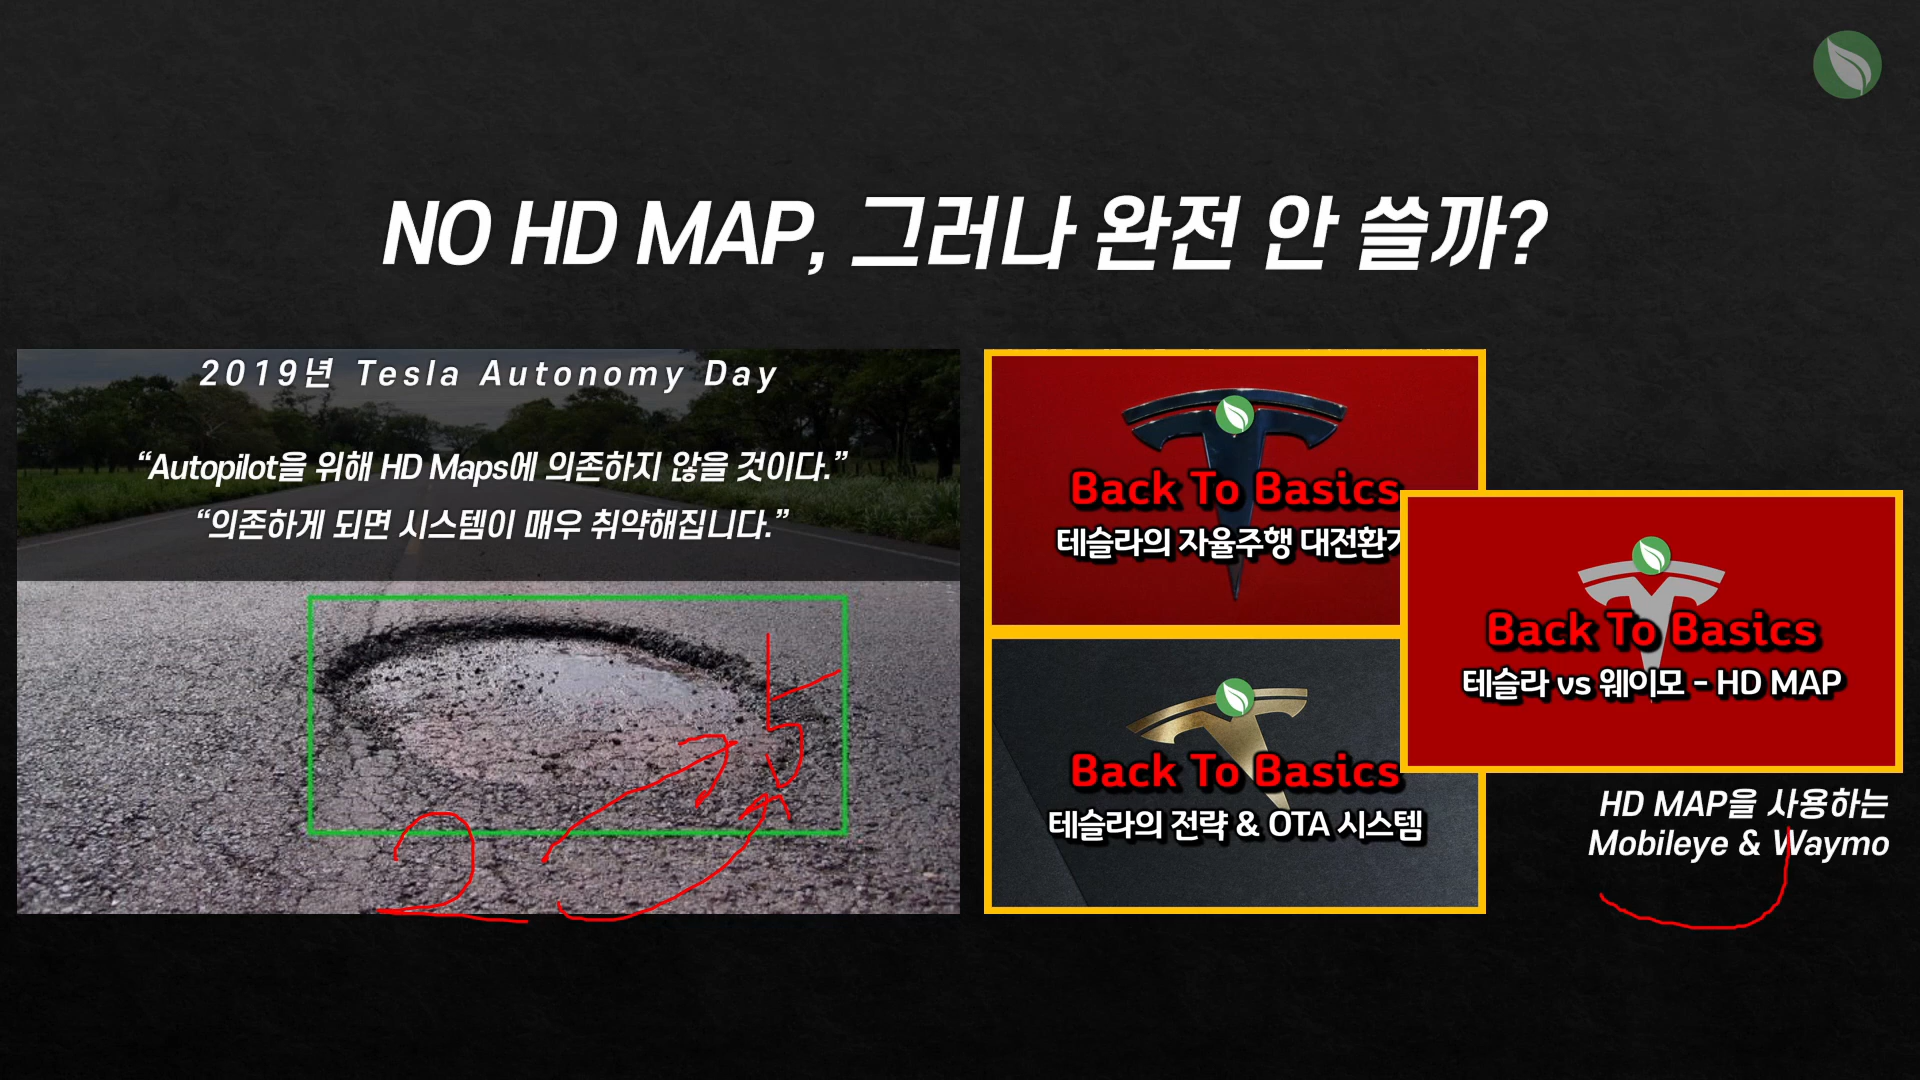 NO HD MAP, 그러나 완전 안 쓸까?
2019년 Tesla Autonomy Day
“Autopilot을 위해 HD Maps에 의존하지 않을 것이다.”
“의존하게 되면 시스템이 매우 취약해집니다.”
2
5
Back To Basics
테슬라의 자율주행 대전환
Back To Basics
테슬라의 전략 & OTA 시스템
Back To Basics
테슬라 vs 웨이모 - HD MAP
HD MAP을 사용하는
Mobileye & Waymo